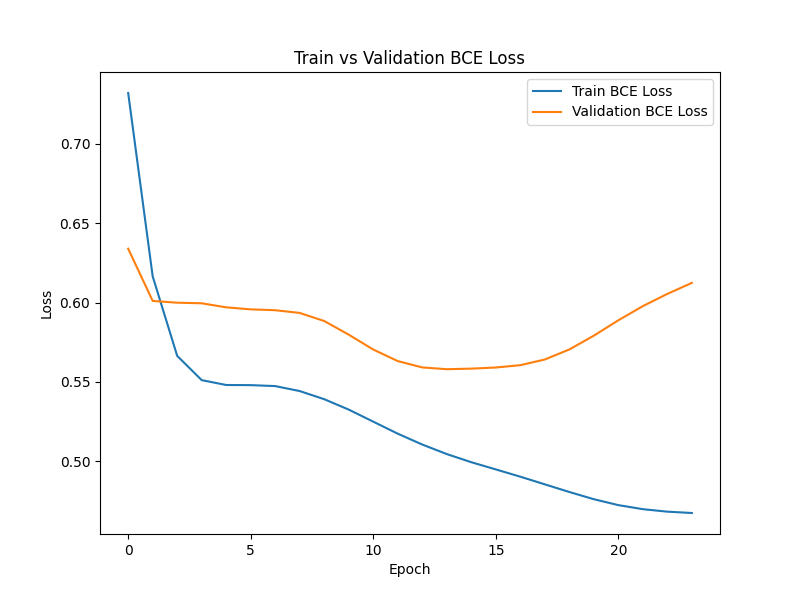 Train vs Validation BCE Loss
Train BCE Loss
Validation BCE Loss
0.70
0.65
0.60
0.55
0.50
Loss
0
5
10
15
20
Epoch